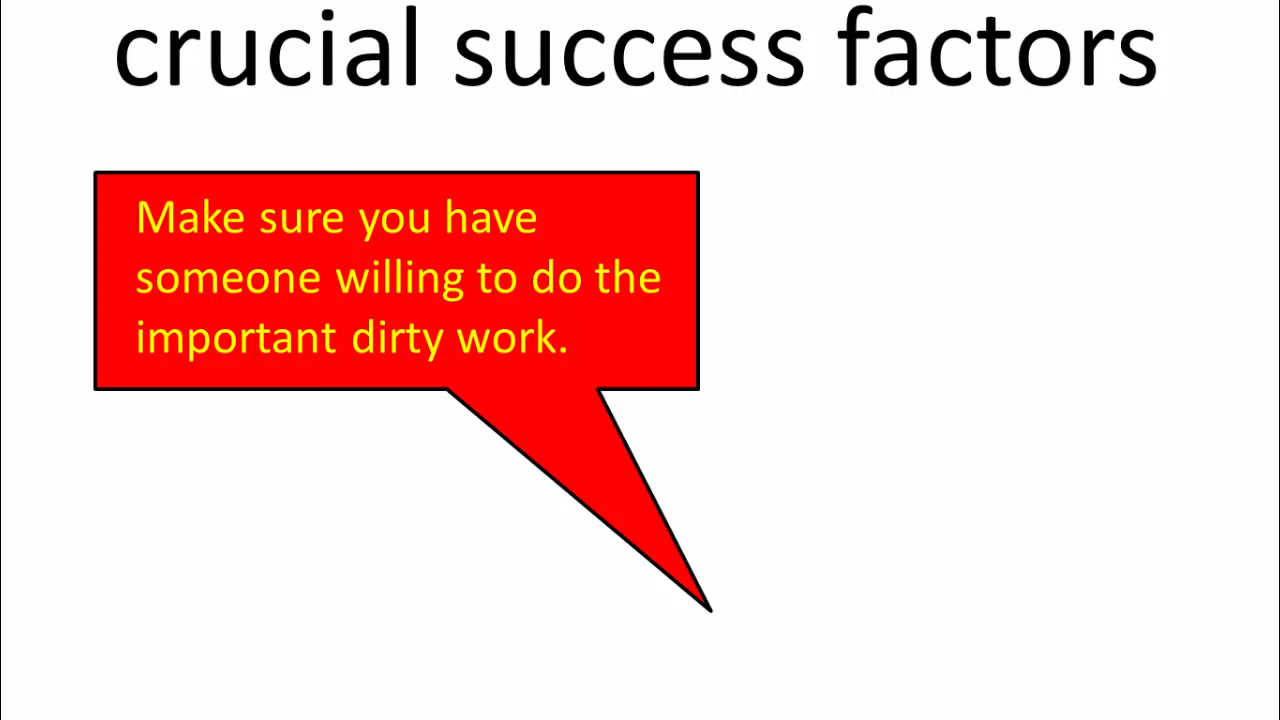 crucial success factors
Make sure you have
someone willing to do the
important dirty work.